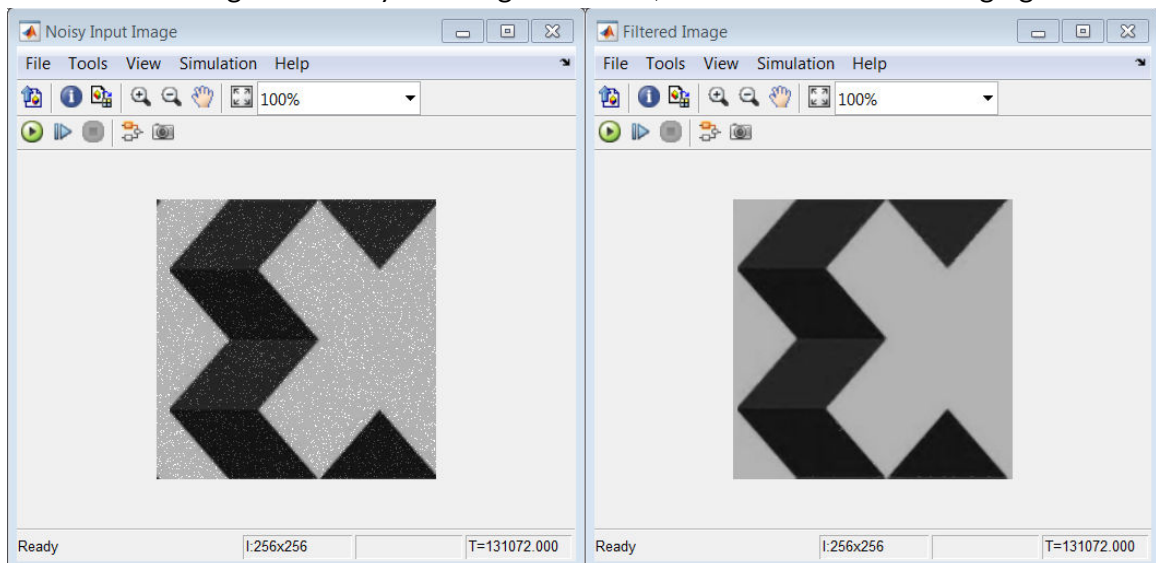 Noisy Input Image
File Tools View Simulation Help
100%
Ready I:256x256 T=131072.000
Filtered Image
File Tools View Simulation Help
100%
Ready I:256x256 T=131072.000